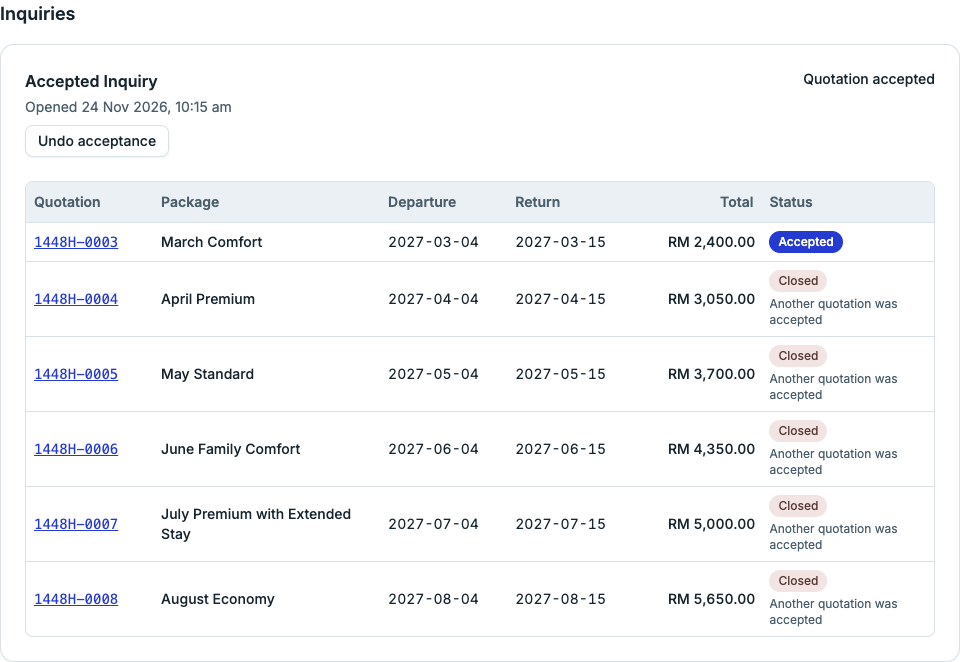 Inquiries
Accepted Inquiry
Quotation accepted
Opened 24 Nov 2026, 10:15 am
Undo acceptance
Quotation Package Departure Return Total Status
1448H-0003 March Comfort 2027-03-04 2027-03-15 RM 2,400.00 Accepted
1448H-0004 April Premium 2027-04-04 2027-04-15 RM 3,050.00 Closed
Another quotation was
accepted
1448H-0005 May Standard 2027-05-04 2027-05-15 RM 3,700.00 Closed
Another quotation was
accepted
1448H-0006 June Family Comfort 2027-06-04 2027-06-15 RM 4,350.00 Closed
Another quotation was
accepted
1448H-0007 July Premium with Extended
Stay 2027-07-04 2027-07-15 RM 5,000.00 Closed
Another quotation was
accepted
1448H-0008 August Economy 2027-08-04 2027-08-15 RM 5,650.00 Closed
Another quotation was
accepted